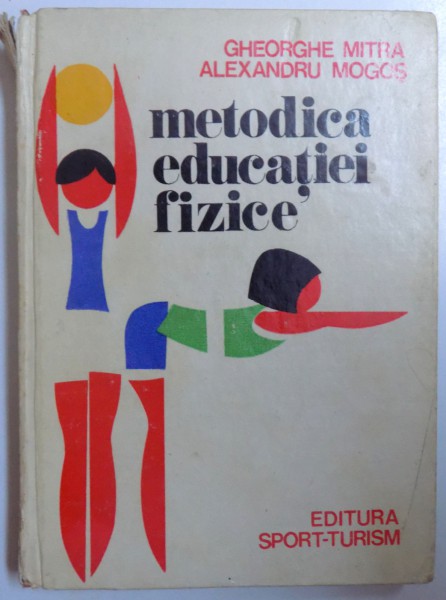 GHEORGHE MITRA
ALEXANDRU MOGOȘ
metodica
educației
fizice
EDITURA
SPORT-TURISM